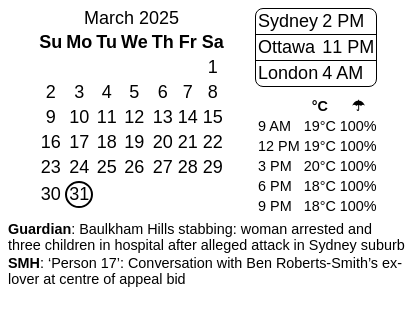 March 2025
Su Mo Tu We Th Fr Sa
1
2 3 4 5 6 7 8
9 10 11 12 13 14 15
16 17 18 19 20 21 22
23 24 25 26 27 28 29
30 31
Sydney 2 PM
Ottawa 11 PM
London 4 AM
°C ☂
9 AM 19°C 100%
12 PM 19°C 100%
3 PM 20°C 100%
6 PM 18°C 100%
9 PM 18°C 100%
Guardian: Baulkham Hills stabbing: woman arrested and
three children in hospital after alleged attack in Sydney suburb
SMH: ‘Person 17’: Conversation with Ben Roberts-Smith’s ex-
lover at centre of appeal bid